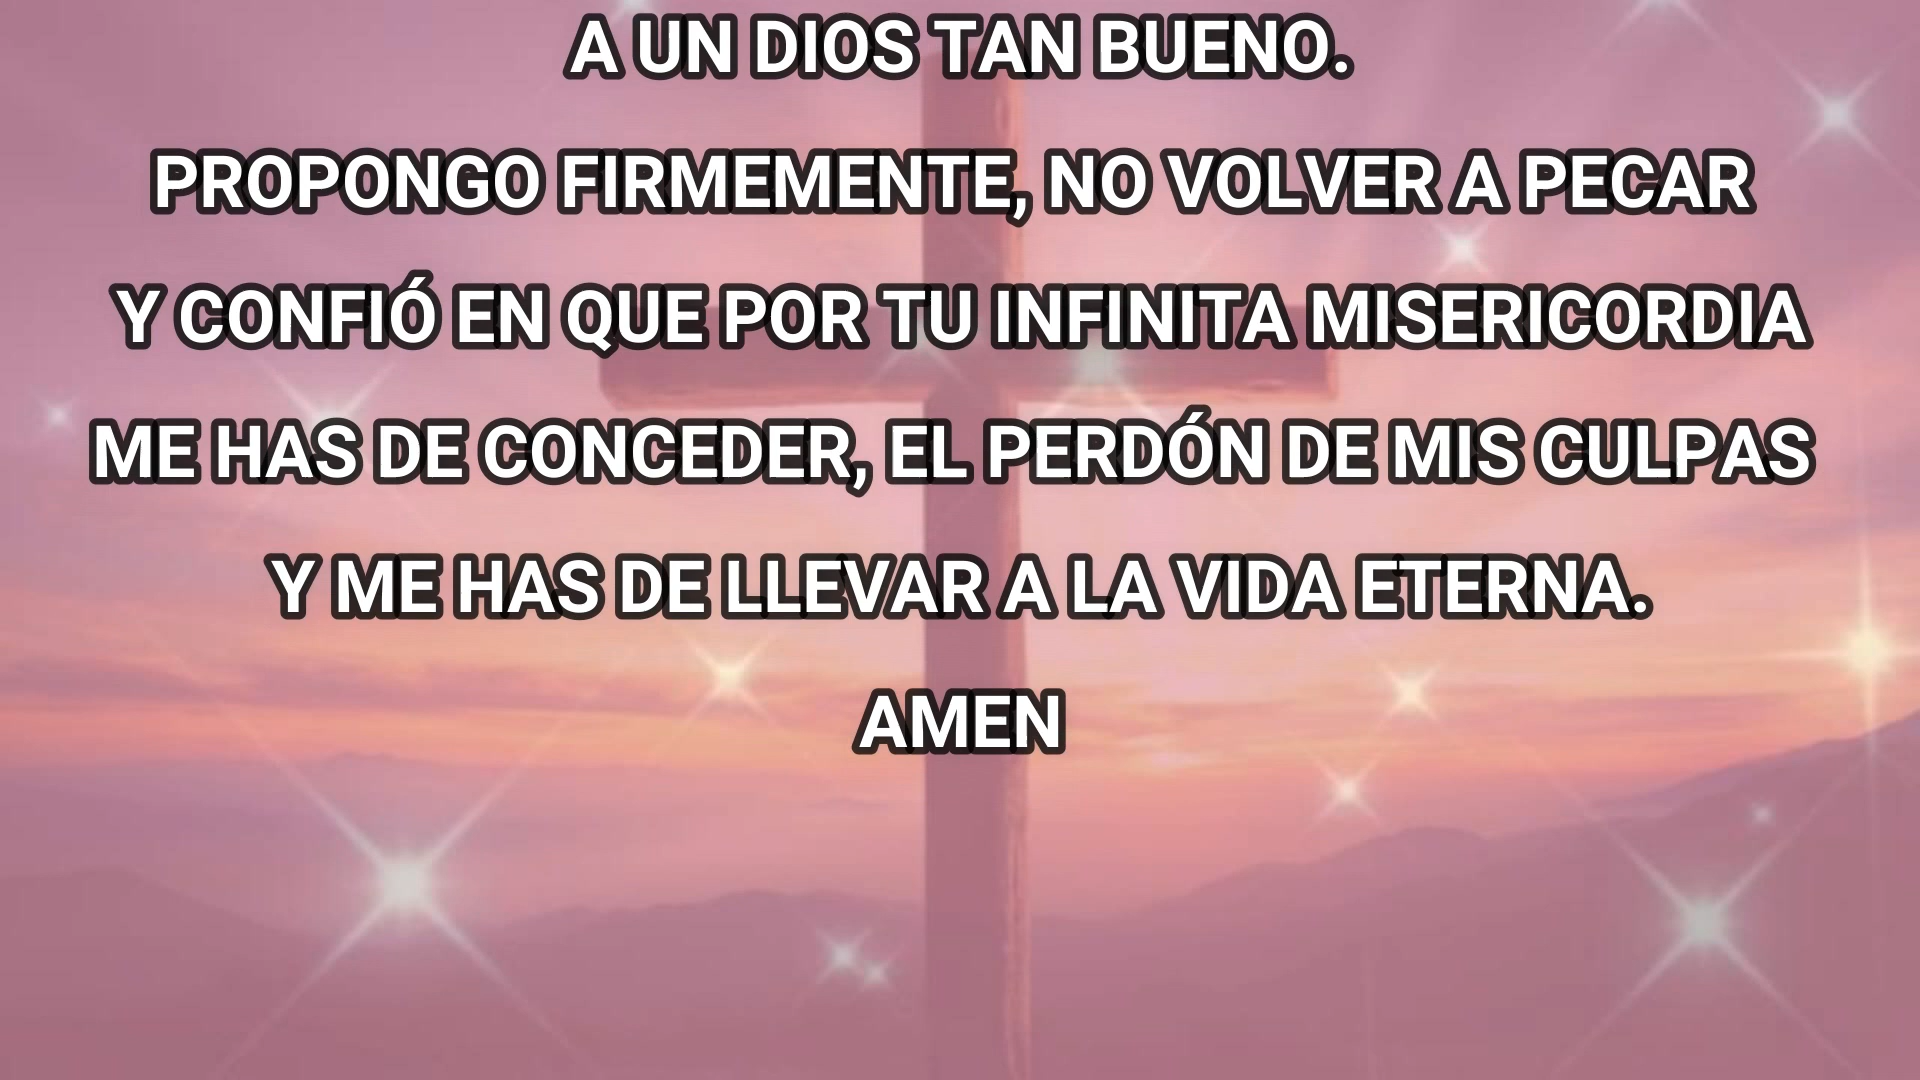 A UN DIOS TAN BUENO.
PROPONGO FIRMEMENTE, NO VOLVER A PECAR
Y CONFIÓ EN QUE POR TU INFINITA MISERICORDIA
ME HAS DE CONCEDER, EL PERDÓN DE MIS CULPAS
Y ME HAS DE LLEVAR A LA VIDA ETERNA.
AMEN